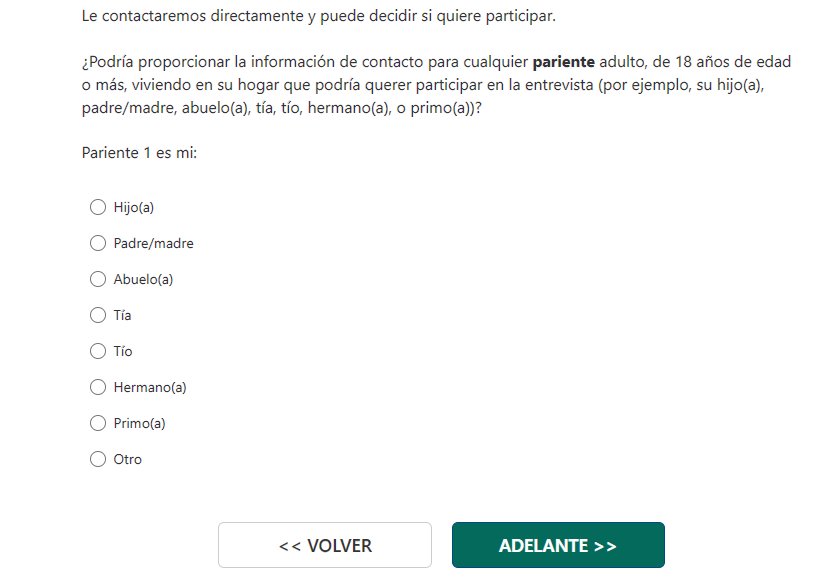 Le contactaremos directamente y puede decidir si quiere participar.
¿Podría proporcionar la información de contacto para cualquier pariente adulto, de 18 años de edad
o más, viviendo en su hogar que podría querer participar en la entrevista (por ejemplo, su hijo(a),
padre/madre, abuelo(a), tía, tío, hermano(a), o primo(a))?
Pariente 1 es mi:
Hijo(a)
Padre/madre
Abuelo(a)
Tía
Tío
Hermano(a)
Primo(a)
Otro
<< VOLVER
ADELANTE >>